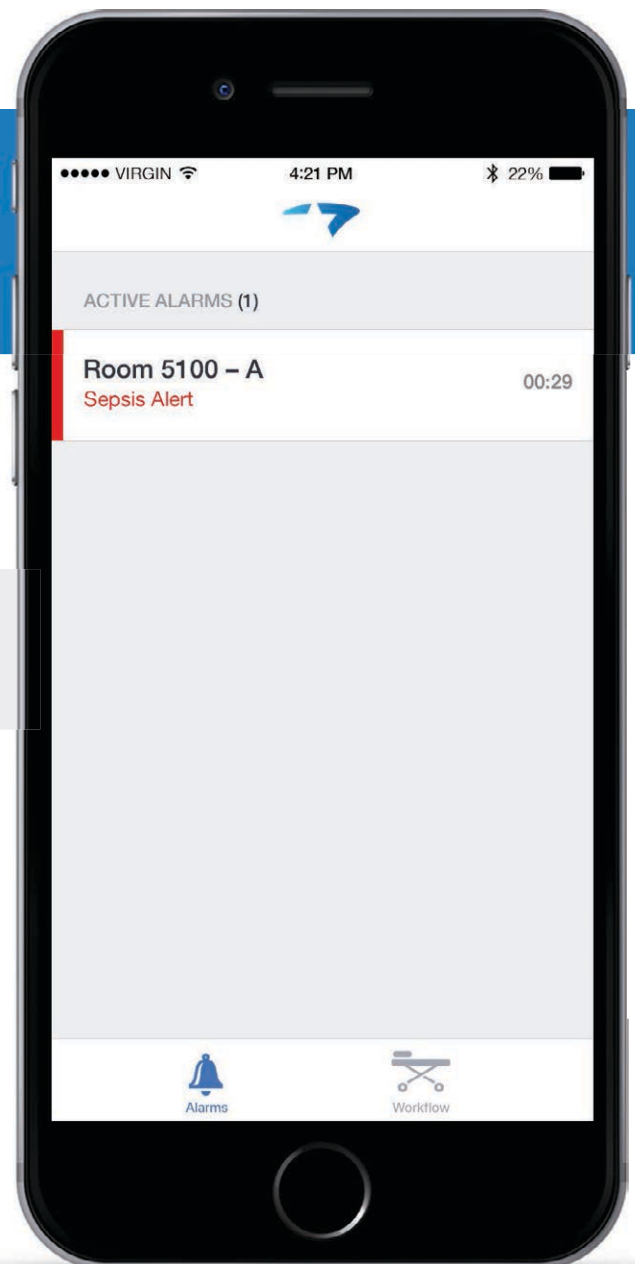 ●●●●● VIRGIN 4:21 PM 22%
ACTIVE ALARMS (1)
Room 5100 – A
00:29
Sepsis Alert
Alarms Workflow